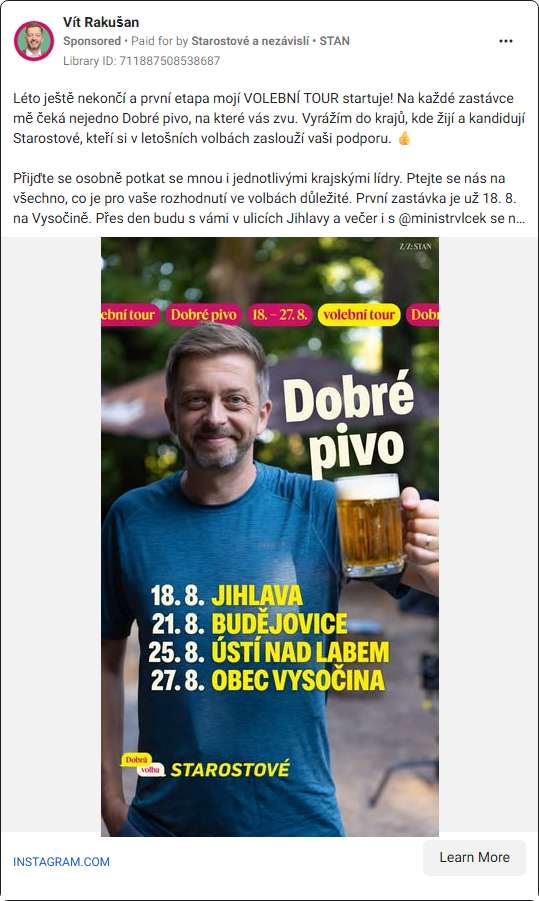 Vít Rakušan
Sponsored • Paid for by Starostové a nezávislí • STAN
Library ID: 711887508538687
Léto ještě nekončí a první etapa mojí VOLEBNÍ TOUR startuje! Na každé zastávce
mě čeká nejedno Dobré pivo, na které vás zvu. Vyrážím do krajů, kde žijí a kandidují
Starostové, kteří si v letošních volbách zaslouží vaši podporu. 👍
Přijďte se osobně potkat se mnou i jednotlivými krajskými lídry. Ptejte se nás na
všechno, co je pro vaše rozhodnutí ve volbách důležité. První zastávka je už 18. 8.
na Vysočině. Přes den budu s vámi v ulicích Jihlavy a večer i s @ministrvlcek se n...
Z/Z: STAN
ební tour Dobré pivo 18. – 27. 8. volební tour Dob
Dobré
pivo
18. 8. JIHLAVA
21. 8. BUDĚJOVICE
25. 8. ÚSTÍ NAD LABEM
27. 8. OBEC VYSOČINA
Dobrá
volba
STAROSTOVÉ
INSTAGRAM.COM
Learn More